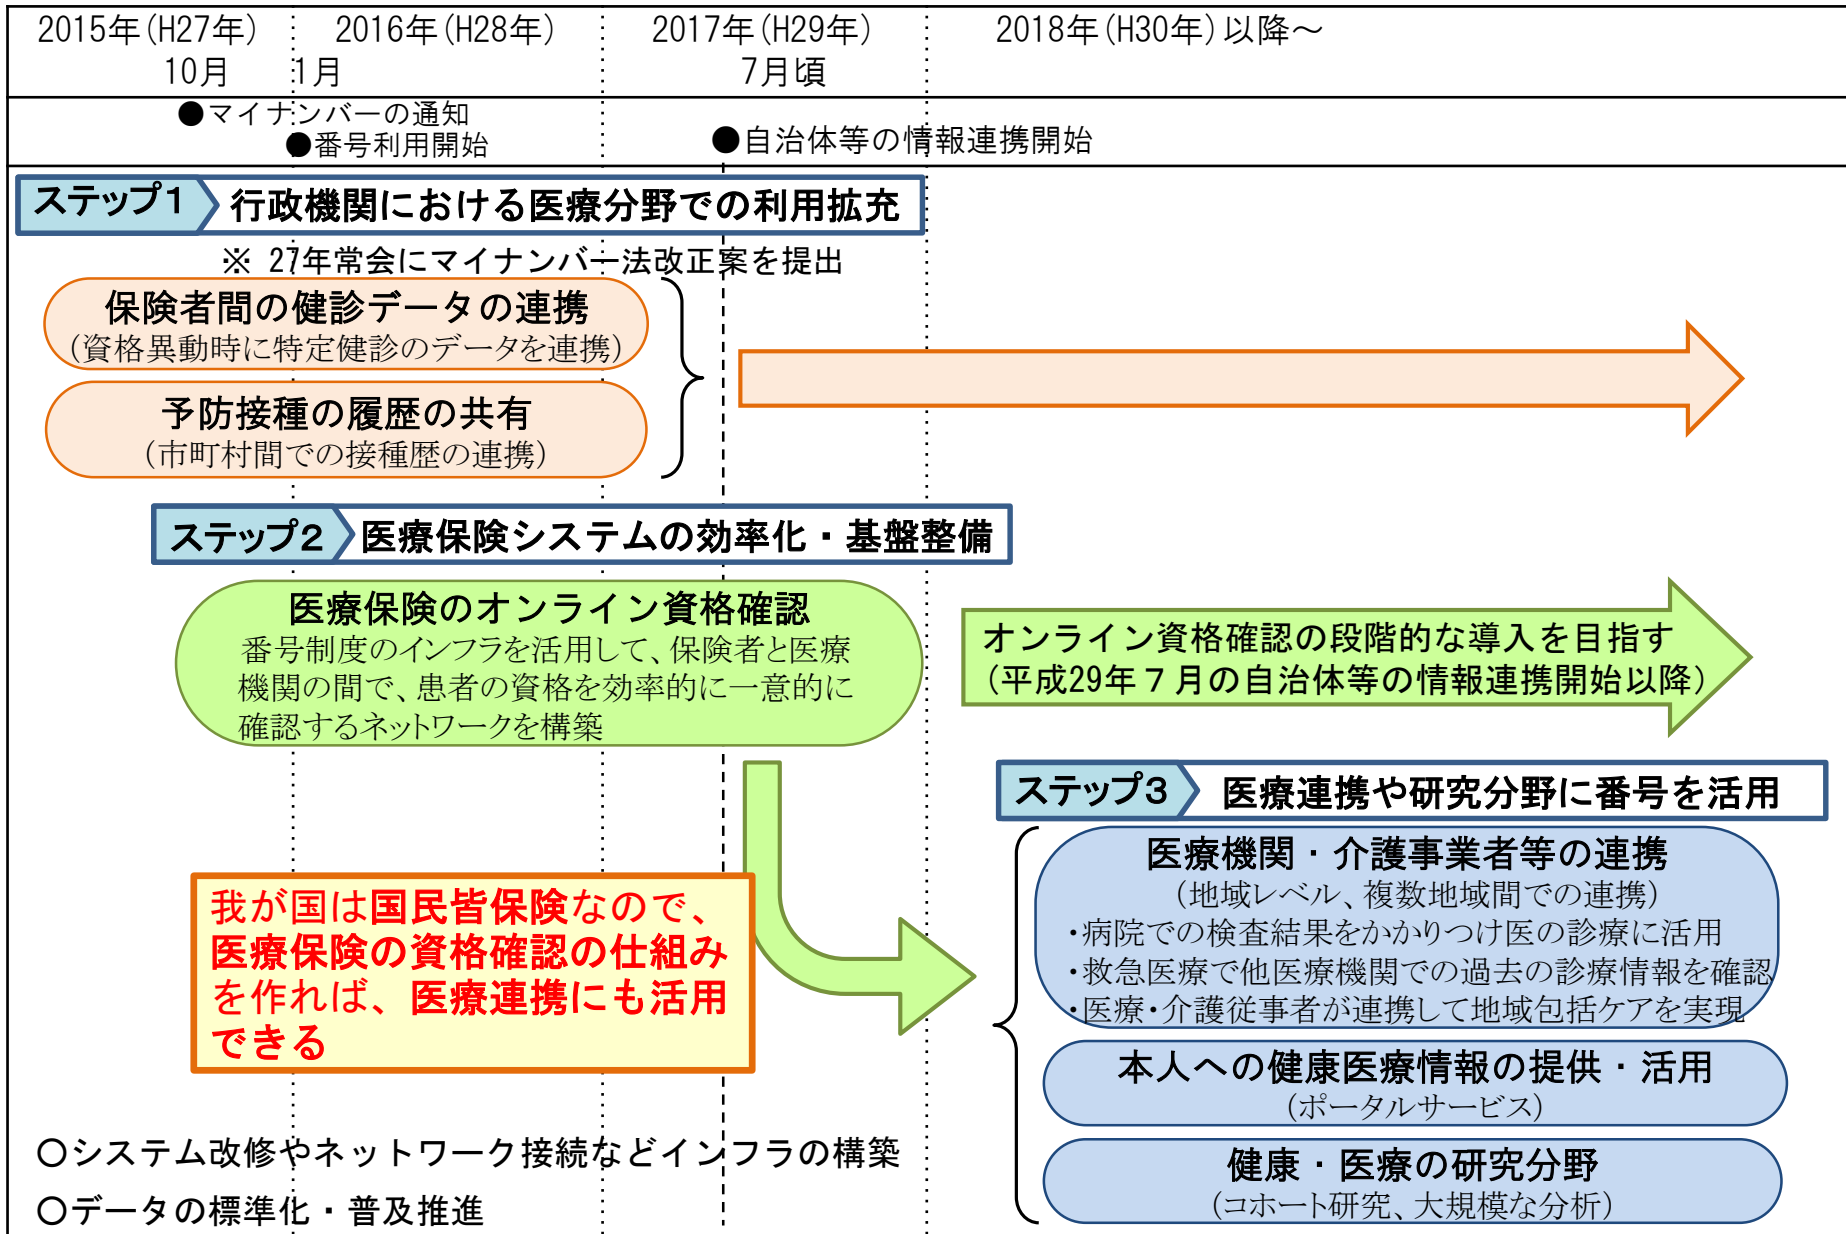 2015年(H27年)
10月
2016年(H28年)
1月
2017年(H29年)
7月頃
2018年(H30年)以降～
●マイナンバーの通知
●番号利用開始
●自治体等の情報連携開始
ステップ1
行政機関における医療分野での利用拡充
※ 27年常会にマイナンバー法改正案を提出
保険者間の健診データの連携
(資格異動時に特定健診のデータを連携)
予防接種の履歴の共有
(市町村間での接種歴の連携)
ステップ2
医療保険システムの効率化・基盤整備
医療保険のオンライン資格確認
番号制度のインフラを活用して、保険者と医療
機関の間で、患者の資格を効率的に一意的に
確認するネットワークを構築
オンライン資格確認の段階的な導入を目指す
(平成29年７月の自治体等の情報連携開始以降)
ステップ3
医療連携や研究分野に番号を活用
医療機関・介護事業者等の連携
(地域レベル、複数地域間での連携)
・病院での検査結果をかかりつけ医の診療に活用
・救急医療で他医療機関での過去の診療情報を確認
・医療・介護従事者が連携して地域包括ケアを実現
本人への健康医療情報の提供・活用
(ポータルサービス)
健康・医療の研究分野
(コホート研究、大規模な分析)
我が国は国民皆保険なので、
医療保険の資格確認の仕組み
を作れば、医療連携にも活用
できる
○システム改修やネットワーク接続などインフラの構築
○データの標準化・普及推進